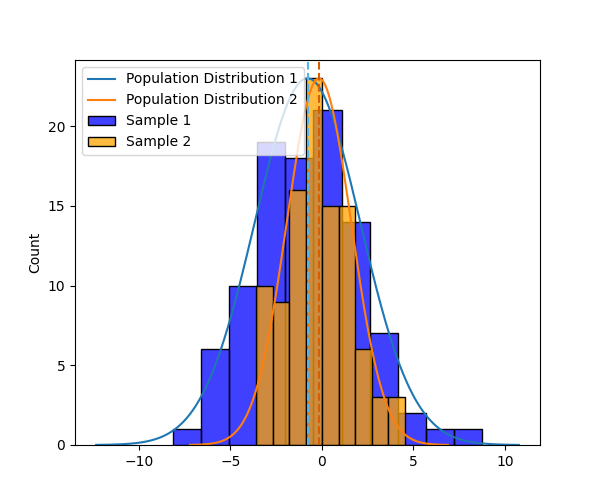 Population Distribution 1
Population Distribution 2
Sample 1
Sample 2
Count
20
15
10
5
0
−10 −5 0 5 10